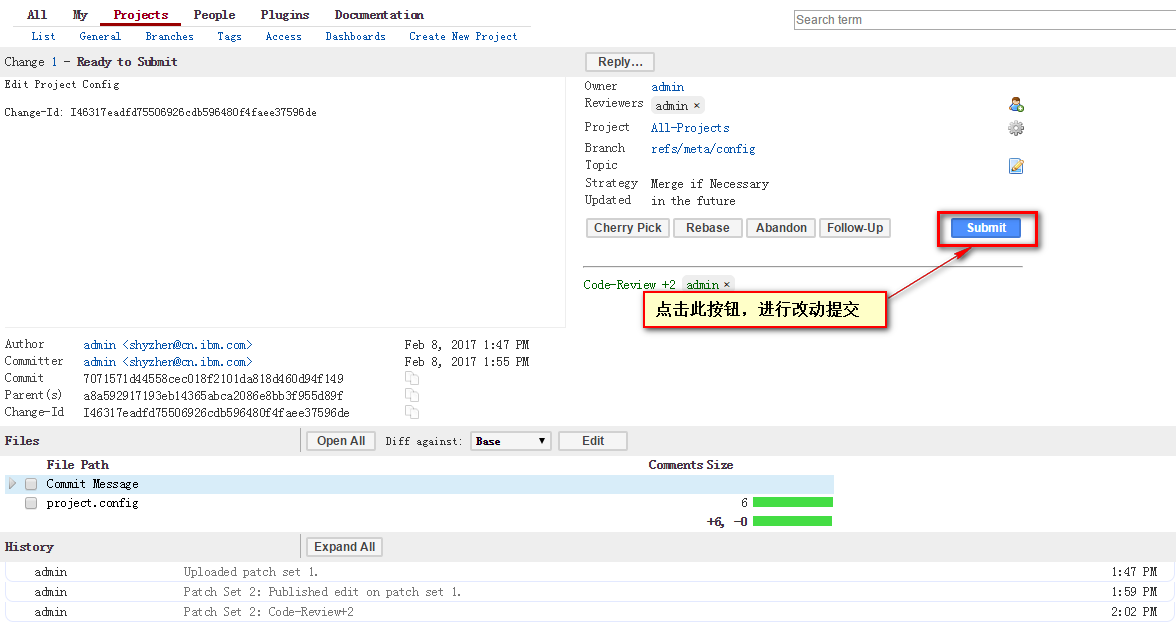 All My Projects People Plugins Documentation
Search term
List General Branches Tags Access Dashboards Create New Project
Change 1 - Ready to Submit
Reply...
Edit Project Config
Change-Id: I46317eadfd75506926cdb596480f4faee37596de
Owner admin
Reviewers admin ×
Project All-Projects
Branch refs/meta/config
Topic
Strategy Merge if Necessary
Updated in the future
Cherry Pick Rebase Abandon Follow-Up Submit
Code-Review +2 admin ×
点击此按钮，进行改动提交
Author admin <shyzhen@cn.ibm.com> Feb 8, 2017 1:47 PM
Committer admin <shyzhen@cn.ibm.com> Feb 8, 2017 1:55 PM
Commit 7071571d44558cec018f2101da818d460d94f149
Parent(s) a8a592917193eb14365abca2086e8bb3f955d89f
Change-Id I46317eadfd75506926cdb596480f4faee37596de
Files Open All Diff against: Base Edit
File Path Comments Size
Commit Message
project.config 6
+6, -0
History Expand All
admin Uploaded patch set 1. 1:47 PM
admin Patch Set 2: Published edit on patch set 1. 1:59 PM
admin Patch Set 2: Code-Review+2 2:02 PM